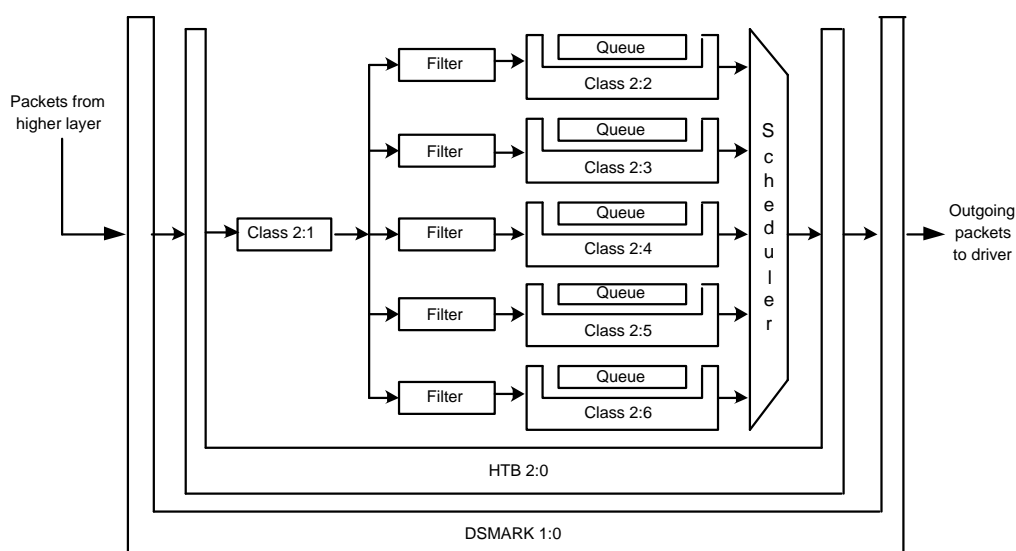 Packets from
higher layer
Class 2:1
Filter
Queue
Class 2:2
Filter
Queue
Class 2:3
Filter
Queue
Class 2:4
Filter
Queue
Class 2:5
Filter
Queue
Class 2:6
Scheduler
Outgoing
packets
to driver
HTB 2:0
DSMARK 1:0